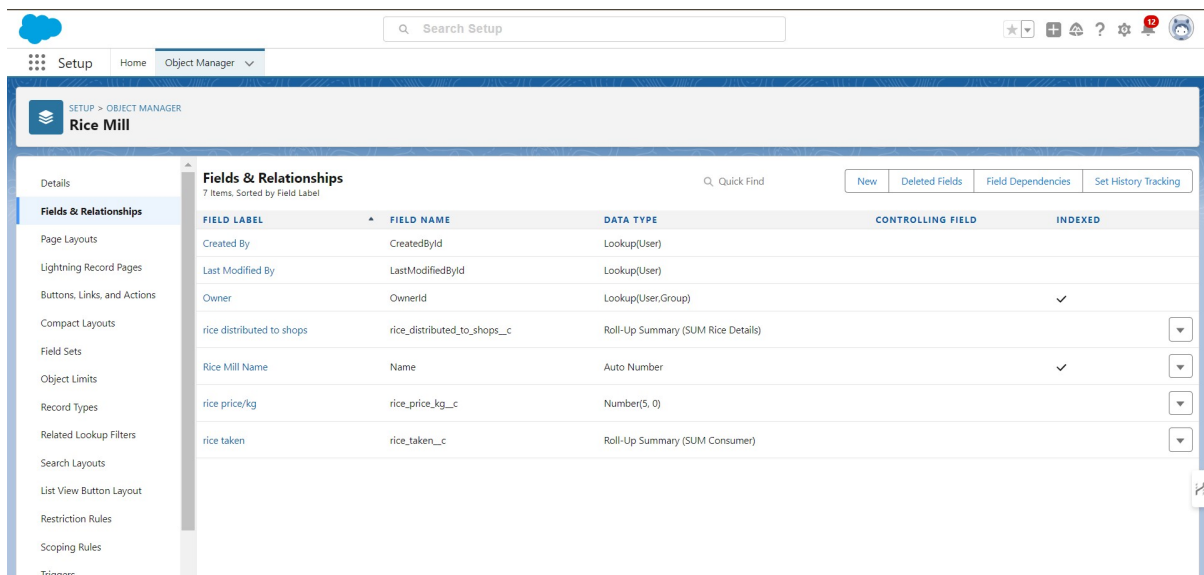 Search Setup
12
Setup Home Object Manager
SETUP > OBJECT MANAGER
Rice Mill
Details
Fields & Relationships
Page Layouts
Lightning Record Pages
Buttons, Links, and Actions
Compact Layouts
Field Sets
Object Limits
Record Types
Related Lookup Filters
Search Layouts
List View Button Layout
Restriction Rules
Scoping Rules
Triggers
Fields & Relationships
7 Items, Sorted by Field Label
Quick Find
New Deleted Fields Field Dependencies Set History Tracking
FIELD LABEL FIELD NAME DATA TYPE CONTROLLING FIELD INDEXED
Created By CreatedById Lookup(User)
Last Modified By LastModifiedById Lookup(User)
Owner OwnerId Lookup(User,Group)
rice distributed to shops rice_distributed_to_shops__c Roll-Up Summary (SUM Rice Details)
Rice Mill Name Name Auto Number
rice price/kg rice_price_kg__c Number(5, 0)
rice taken rice_taken__c Roll-Up Summary (SUM Consumer)